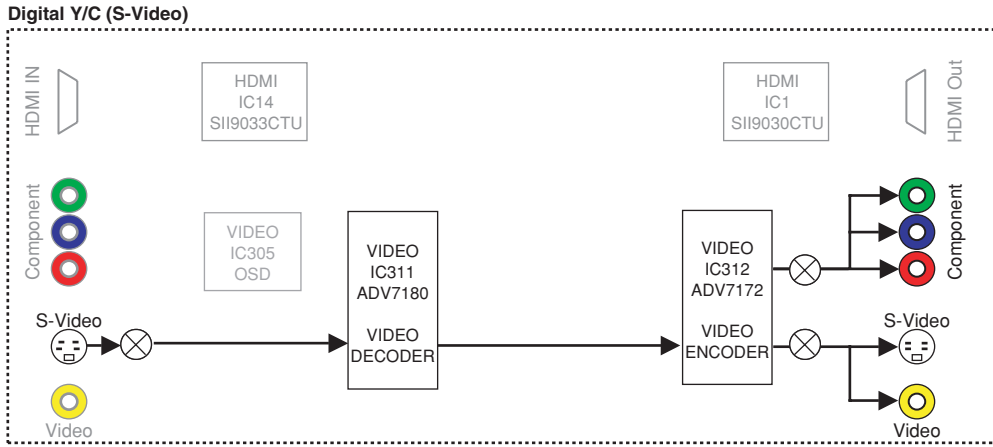 Digital Y/C (S-Video)
HDMI IN
HDMI
IC14
SII9033CTU
HDMI
IC1
SII9030CTU
HDMI Out
Component
VIDEO
IC305
OSD
VIDEO
IC311
ADV7180
VIDEO
DECODER
VIDEO
IC312
ADV7172
VIDEO
ENCODER
Component
S-Video
S-Video
Video
Video